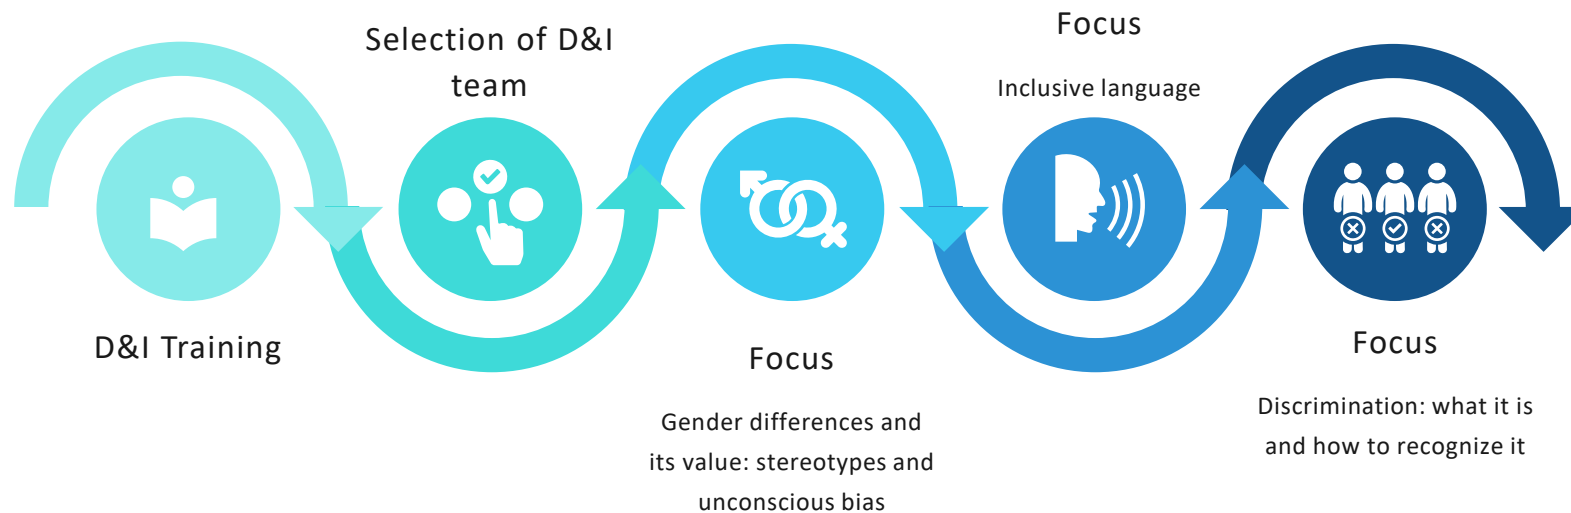 D&I Training
Selection of D&I
team
Focus
Gender differences and
its value: stereotypes and
unconscious bias
Focus
Inclusive language
Focus
Discrimination: what it is
and how to recognize it